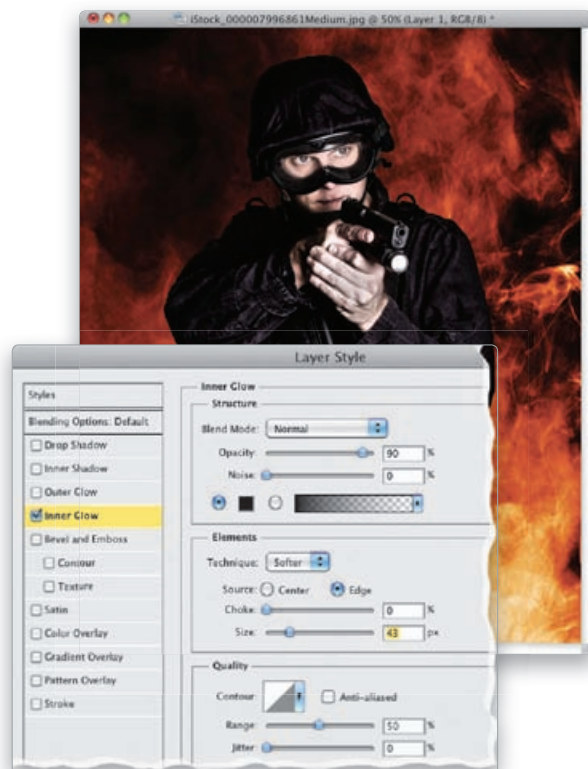 iStock_000007996861Medium.jpg @ 50% (Layer 1, RGB/8) *
Layer Style
Styles
Blending Options: Default
Drop Shadow
Inner Shadow
Outer Glow
Inner Glow
Bevel and Emboss
Contour
Texture
Satin
Color Overlay
Gradient Overlay
Pattern Overlay
Stroke
Inner Glow
Structure
Blend Mode: Normal
Opacity: 90 %
Noise: 0 %
Elements
Technique: Softer
Source: Center Edge
Choke: 0 %
Size: 43 px
Quality
Contour: Anti-aliased
Range: 50 %
Jitter: 0 %